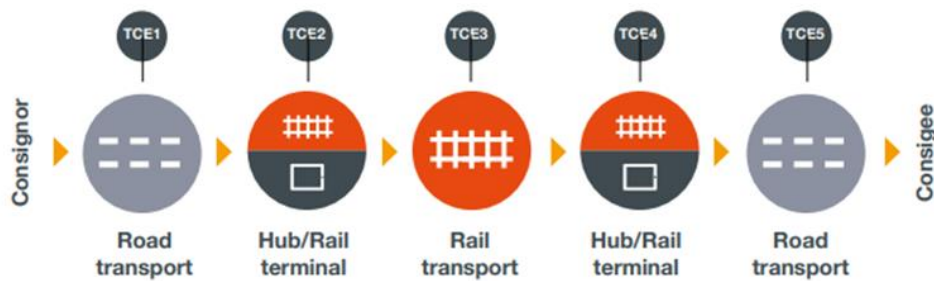 TCE1
TCE2
TCE3
TCE4
TCE5
Consignor
Consigee
Road
transport
Hub/Rail
terminal
Rail
transport
Hub/Rail
terminal
Road
transport